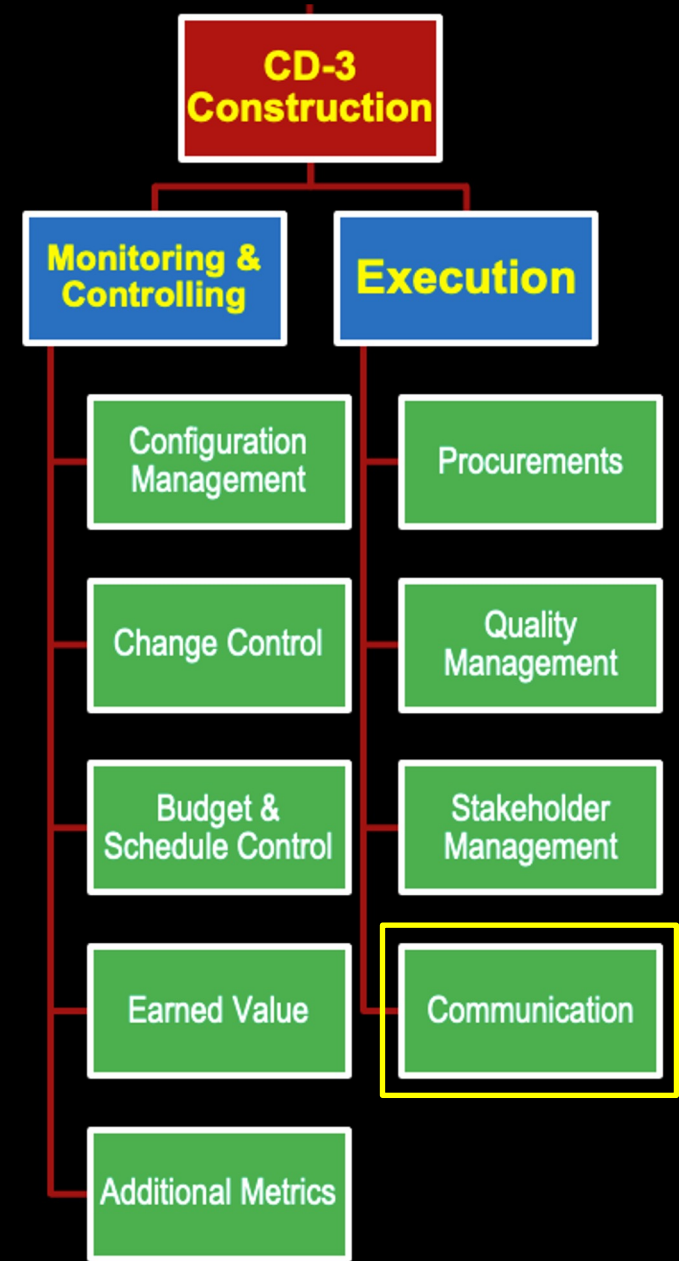 CD-3
Construction
Monitoring &
Controlling
Execution
Configuration
Management
Procurements
Change Control
Quality
Management
Budget &
Schedule Control
Stakeholder
Management
Earned Value
Communication
Additional Metrics